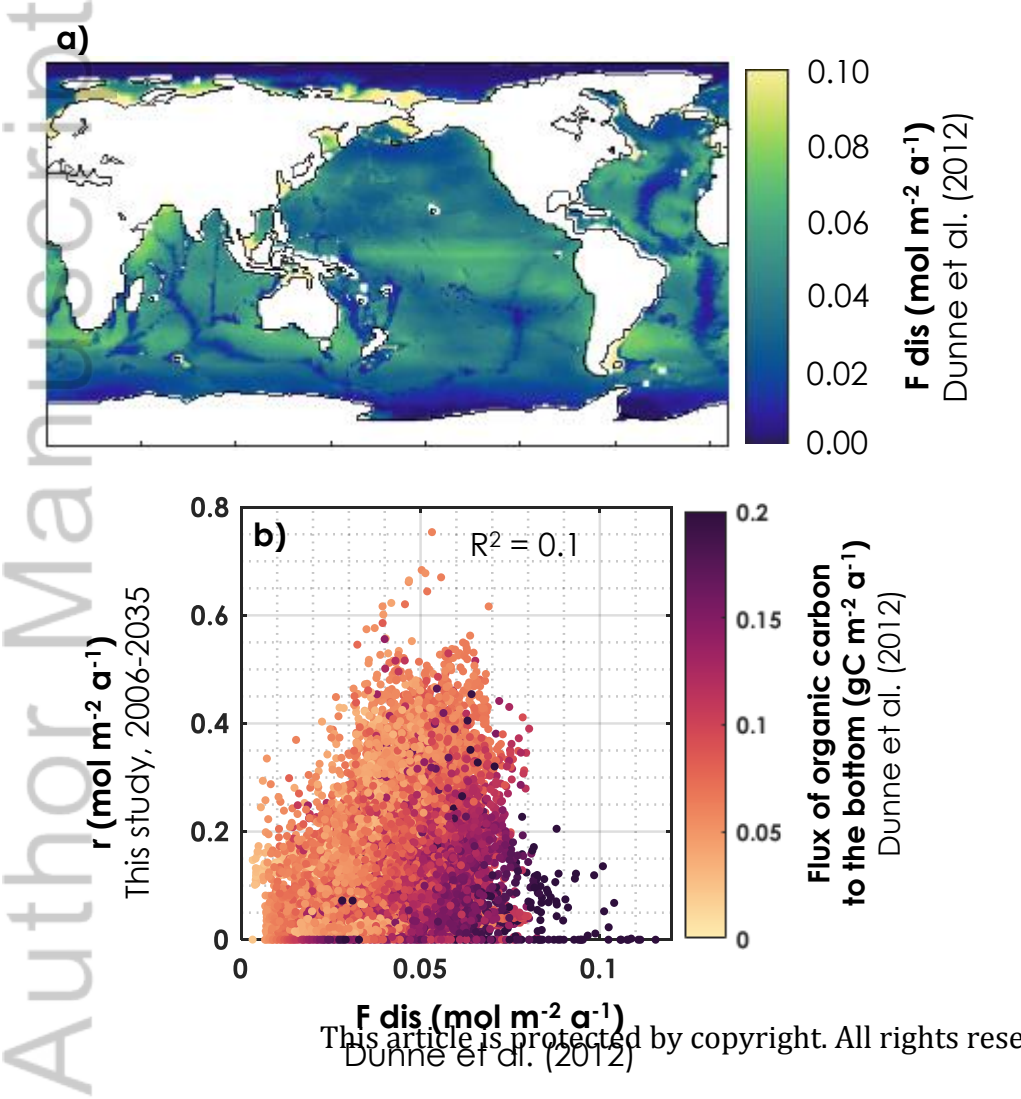 Author Manuscript
a)
0.10
0.08
0.06
0.04
0.02
0.00
F dis (mol m-2 a-1)
Dunne et al. (2012)
b)
R2 = 0.1
0.8
0.6
0.4
0.2
0
r (mol m-2 a-1)
This study, 2006-2035
0
0.05
0.1
F dis (mol m-2 a-1)
Dunne et al. (2012)
0.2
0.15
0.1
0.05
0
Flux of organic carbon
to the bottom (gC m-2 a-1)
Dunne et al. (2012)
This article is protected by copyright. All rights rese